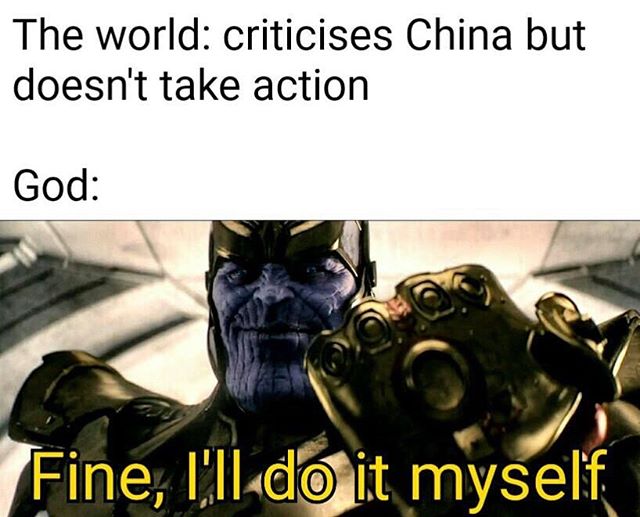 The world: criticises China but
doesn't take action
God:
Fine, I'll do it myself